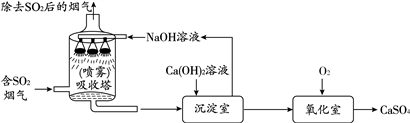 除去SO2后的烟气
NaOH溶液
(喷雾)
吸收塔
含SO2
烟气
Ca(OH)2溶液
沉淀室
O2
氧化室
CaSO4